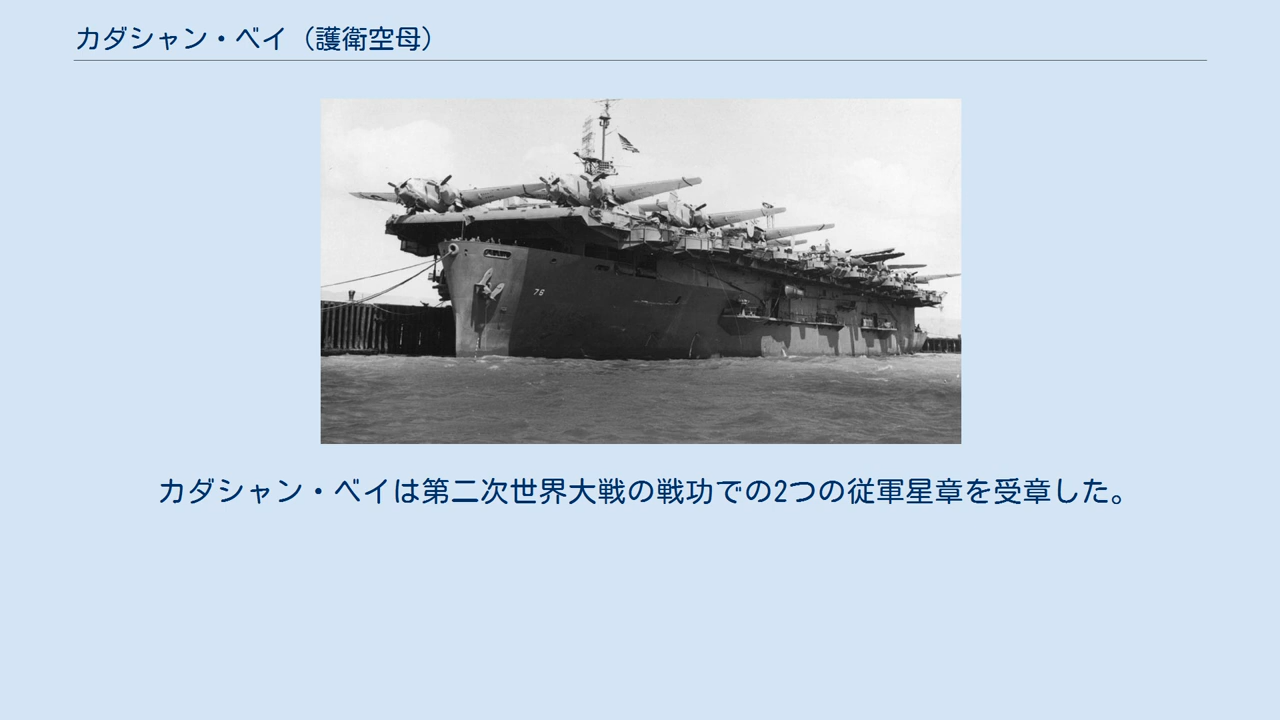 カダシャン・ベイ（護衛空母）
76
カダシャン・ベイは第二次世界大戦の戦功での2つの従軍星章を受章した。